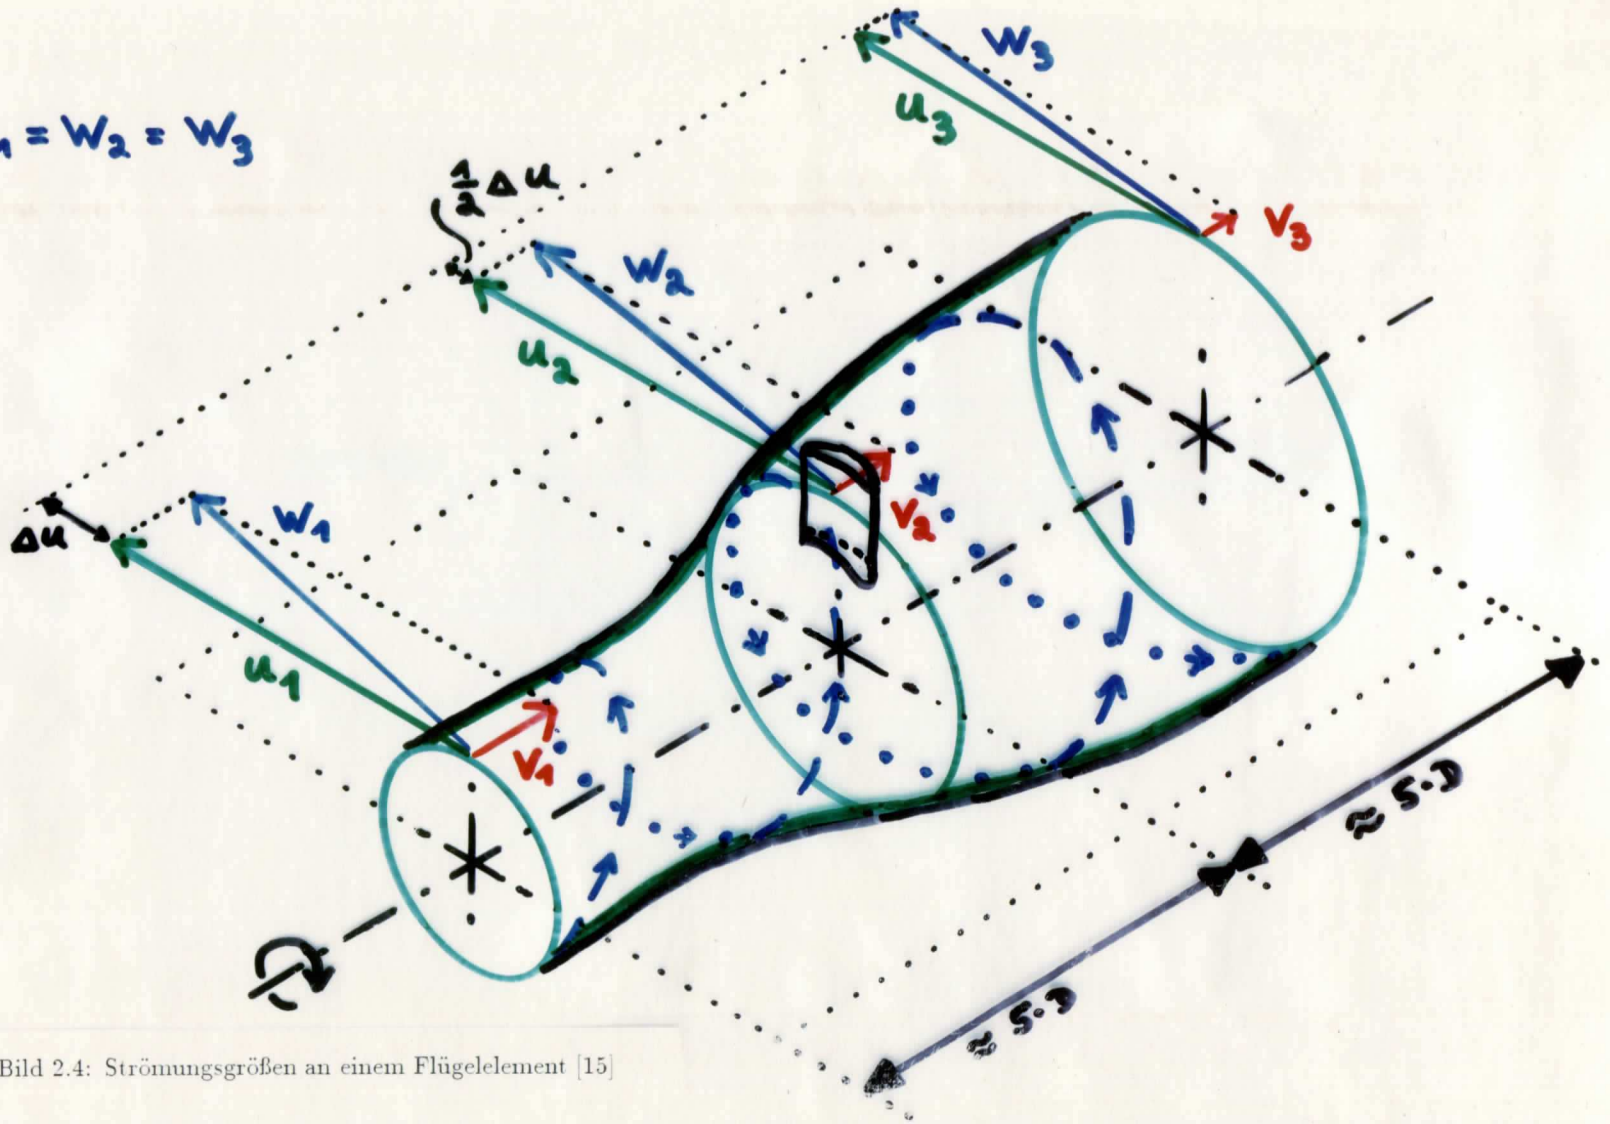 ₁ = W₂ = W₃
W₃
u₃
V₃
½ Δu
W₂
u₂
V₂
Δu
W₁
u₁
V₁
≈ 5·D
≈ 5·D
Bild 2.4: Strömungsgrößen an einem Flügelelement [15]